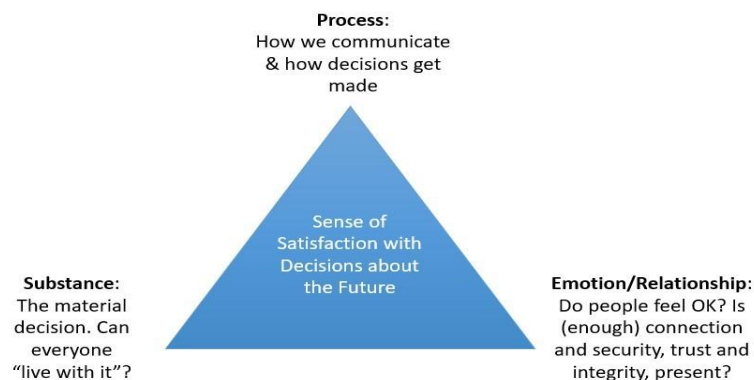 Process:
How we communicate
& how decisions get
made
Sense of
Satisfaction with
Decisions about
the Future
Substance:
The material
decision. Can
everyone
“live with it”?
Emotion/Relationship:
Do people feel OK? Is
(enough) connection
and security, trust and
integrity, present?